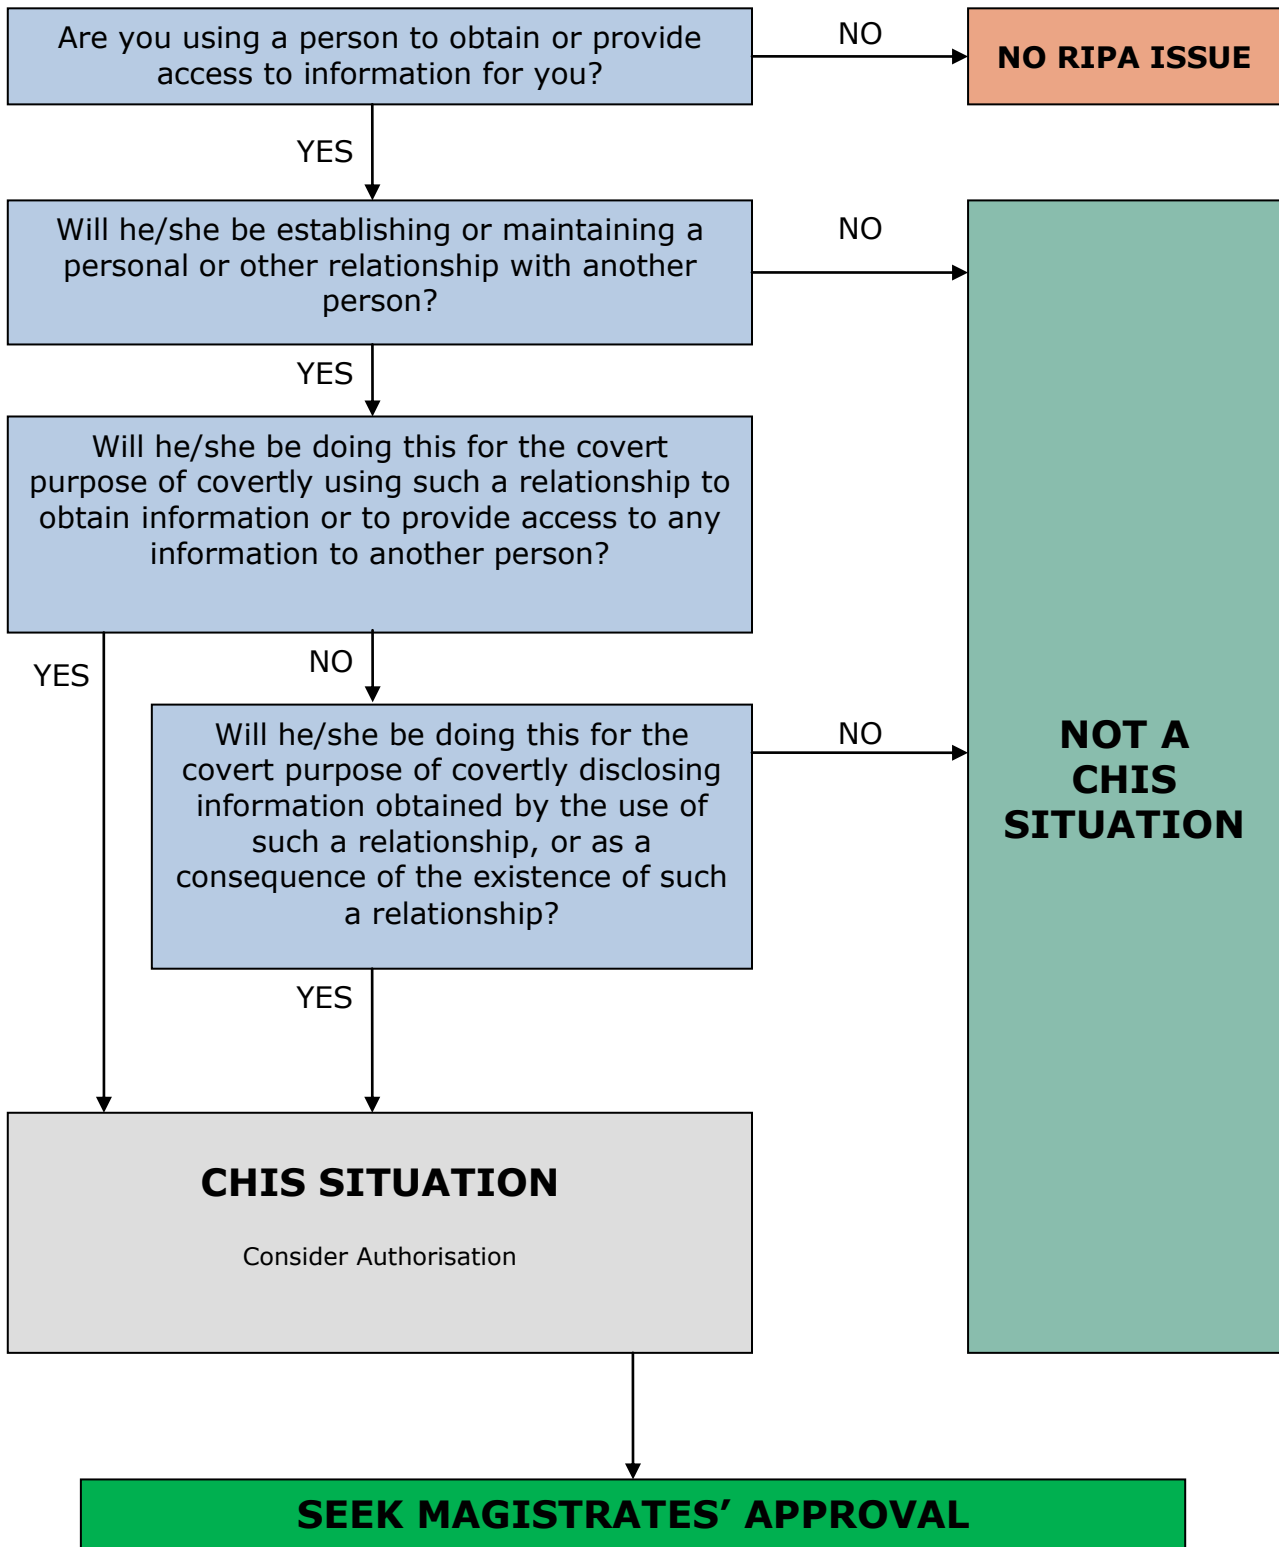 Are you using a person to obtain or provide
access to information for you?
NO
NO RIPA ISSUE
YES
Will he/she be establishing or maintaining a
personal or other relationship with another
person?
NO
YES
Will he/she be doing this for the covert
purpose of covertly using such a relationship to
obtain information or to provide access to any
information to another person?
YES
NO
Will he/she be doing this for the
covert purpose of covertly disclosing
information obtained by the use of
such a relationship, or as a
consequence of the existence of such
a relationship?
NO
NOT A
CHIS
SITUATION
YES
CHIS SITUATION
Consider Authorisation
SEEK MAGISTRATES’ APPROVAL